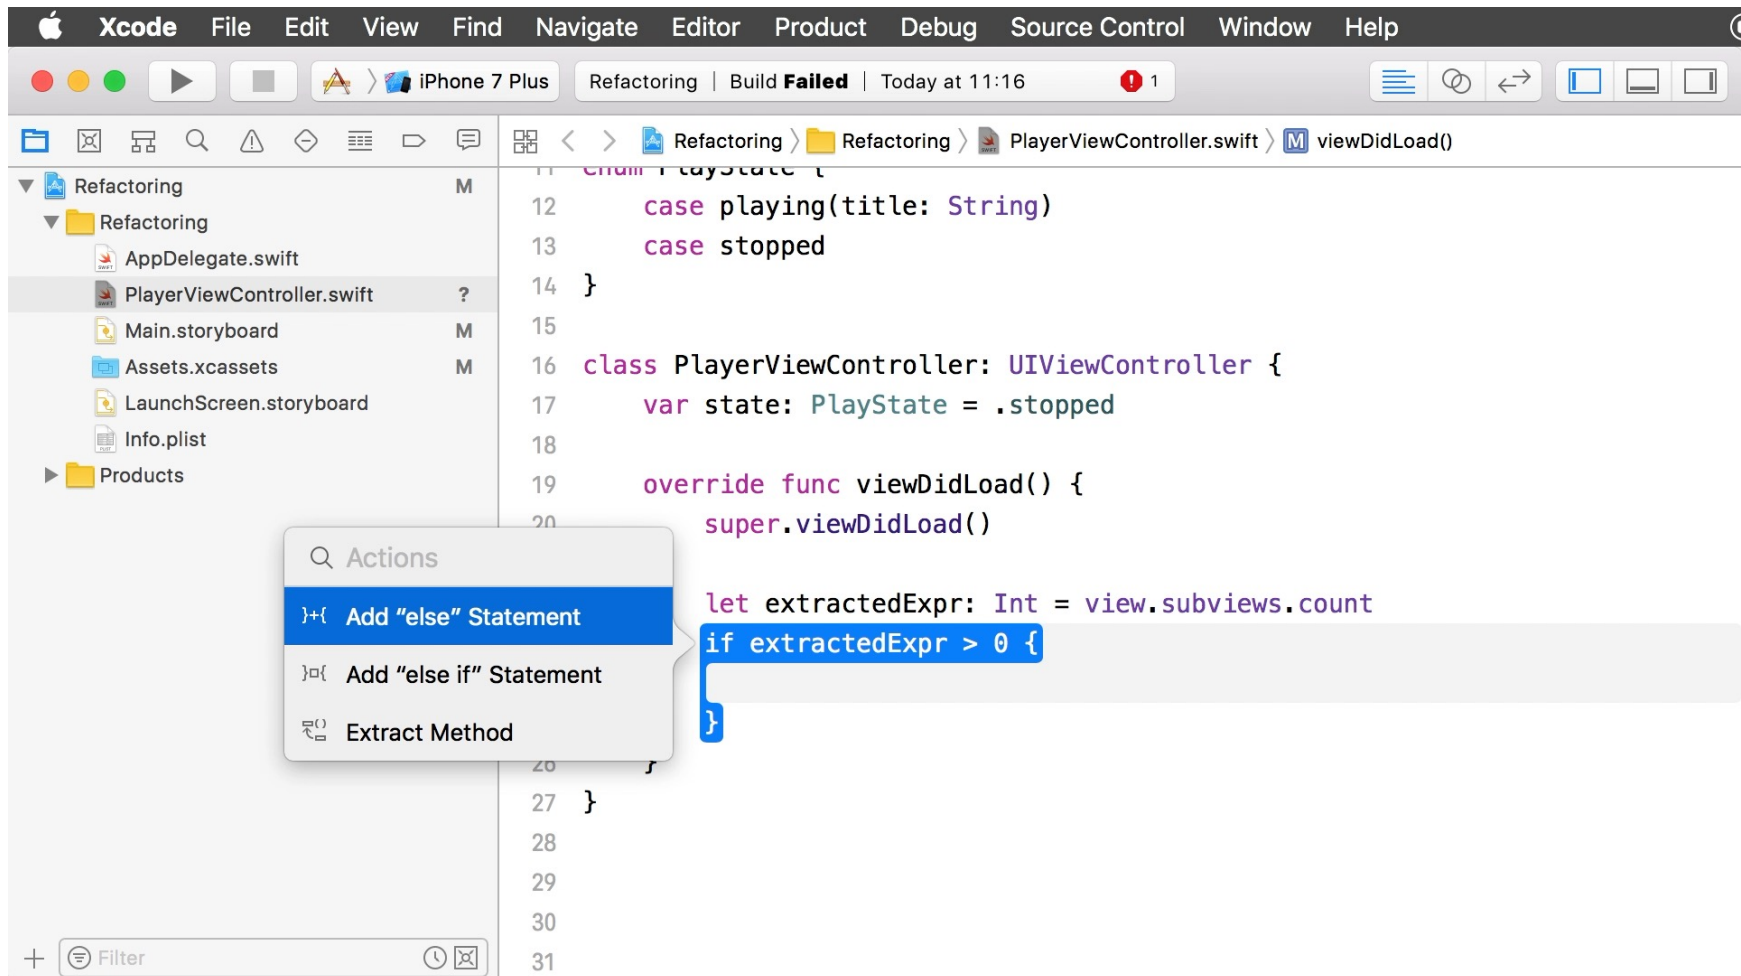 Xcode File Edit View Find Navigate Editor Product Debug Source Control Window Help
iPhone 7 Plus Refactoring | Build Failed | Today at 11:16 1
Refactoring Refactoring PlayerViewController.swift M viewDidLoad()
Refactoring M
Refactoring
AppDelegate.swift
PlayerViewController.swift ?
Main.storyboard M
Assets.xcassets M
LaunchScreen.storyboard
Info.plist
Products
11 enum PlayState {
12 case playing(title: String)
13 case stopped
14 }
15
16 class PlayerViewController: UIViewController {
17 var state: PlayState = .stopped
18
19 override func viewDidLoad() {
20 super.viewDidLoad()
let extractedExpr: Int = view.subviews.count
if extractedExpr > 0 {
}
26 }
27 }
28
29
30
31
Actions
Add “else” Statement
Add “else if” Statement
Extract Method
Filter